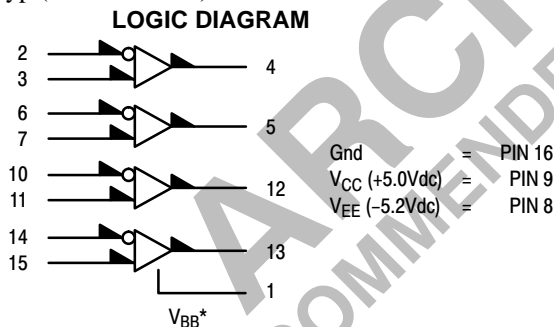 LOGIC DIAGRAM
2
3
4
6
7
5
10
11
12
14
15
13
1
VBB*
Gnd = PIN 16
VCC (+5.0Vdc) = PIN 9
VEE (–5.2Vdc) = PIN 8